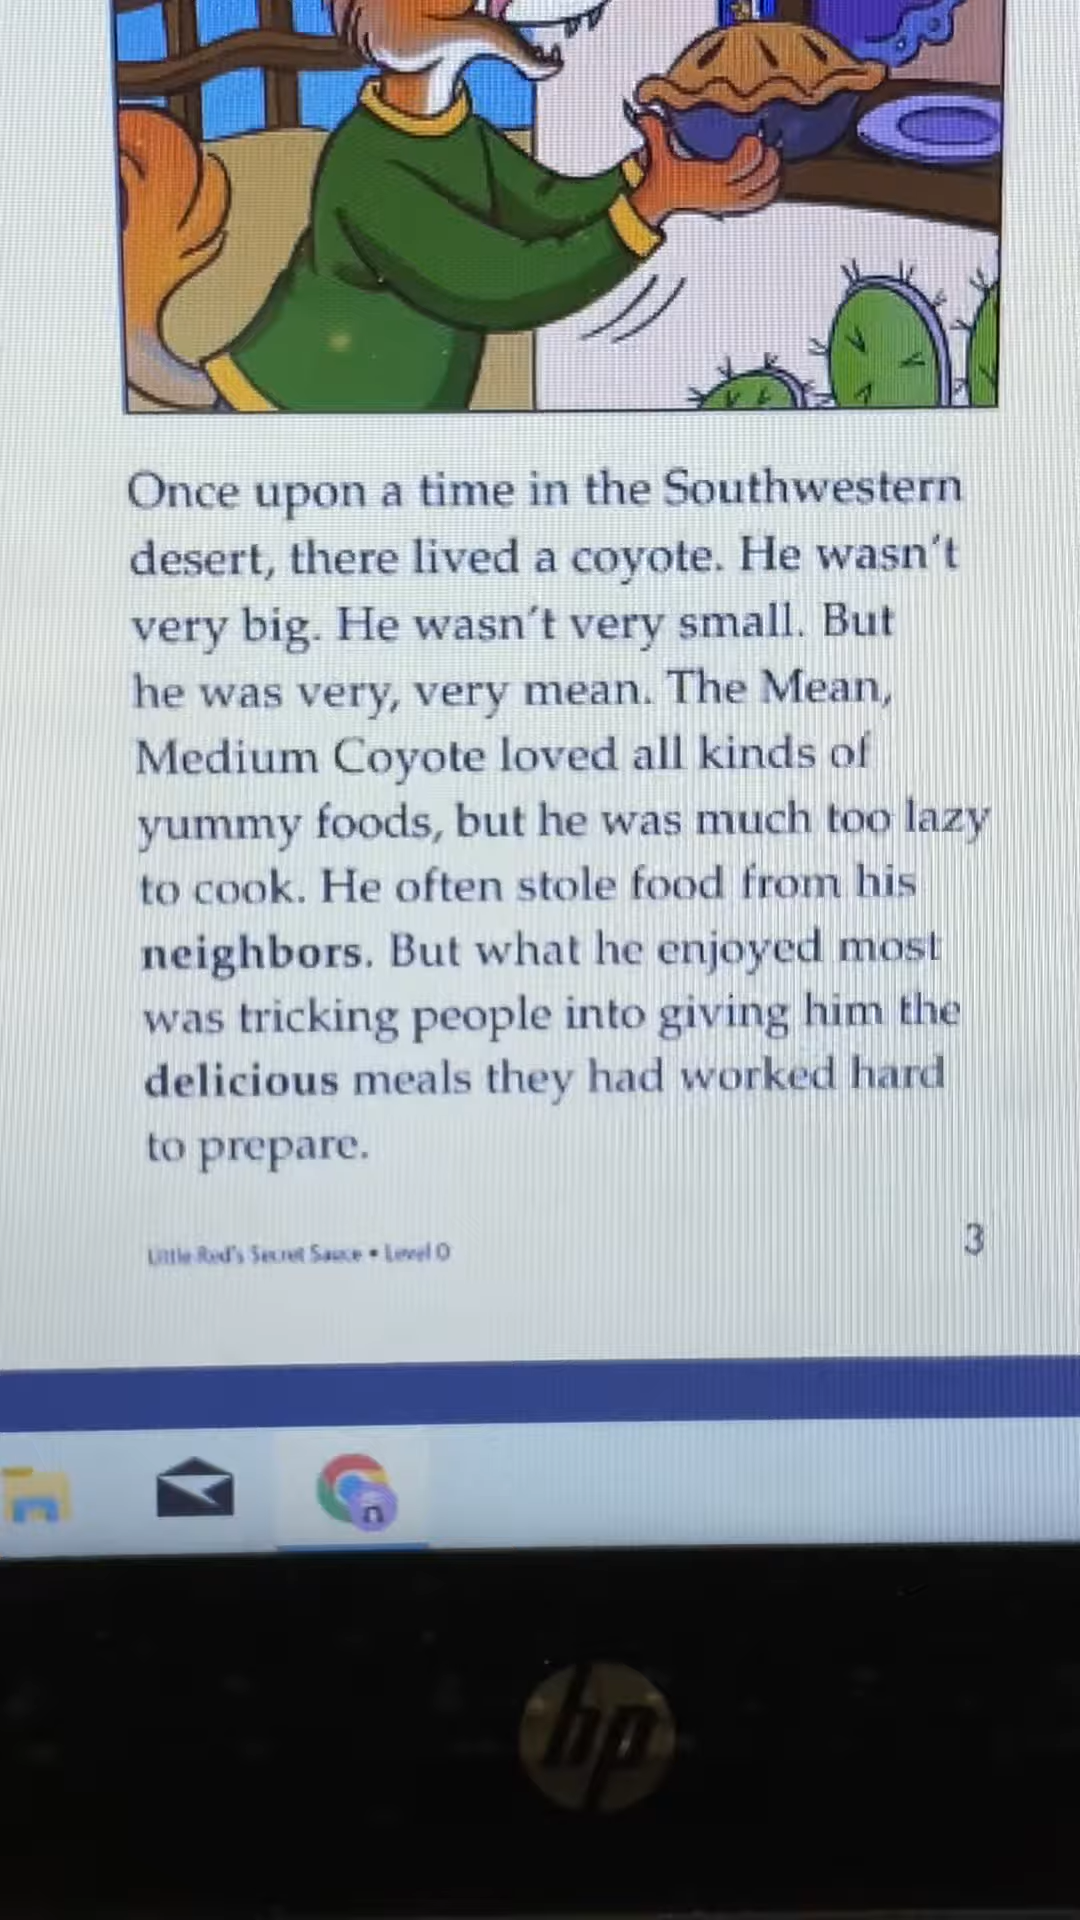 Once upon a time in the Southwestern
desert, there lived a coyote. He wasn't
very big. He wasn't very small. But
he was very, very mean. The Mean,
Medium Coyote loved all kinds of
yummy foods, but he was much too lazy
to cook. He often stole food from his
neighbors. But what he enjoyed most
was tricking people into giving him the
delicious meals they had worked hard
to prepare.
Little Red's Secret Sauce • Level O
3
hp